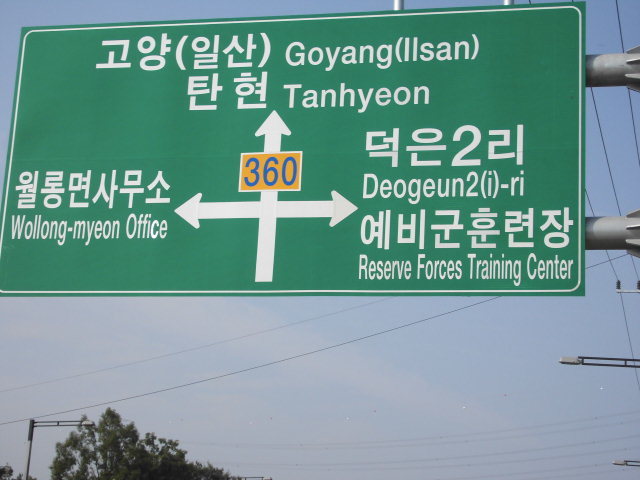 고양(일산) Goyang(Ilsan)
탄현 Tanhyeon
360
월롱면사무소
Wollong-myeon Office
덕은2리
Deogeun2(i)-ri
예비군훈련장
Reserve Forces Training Center